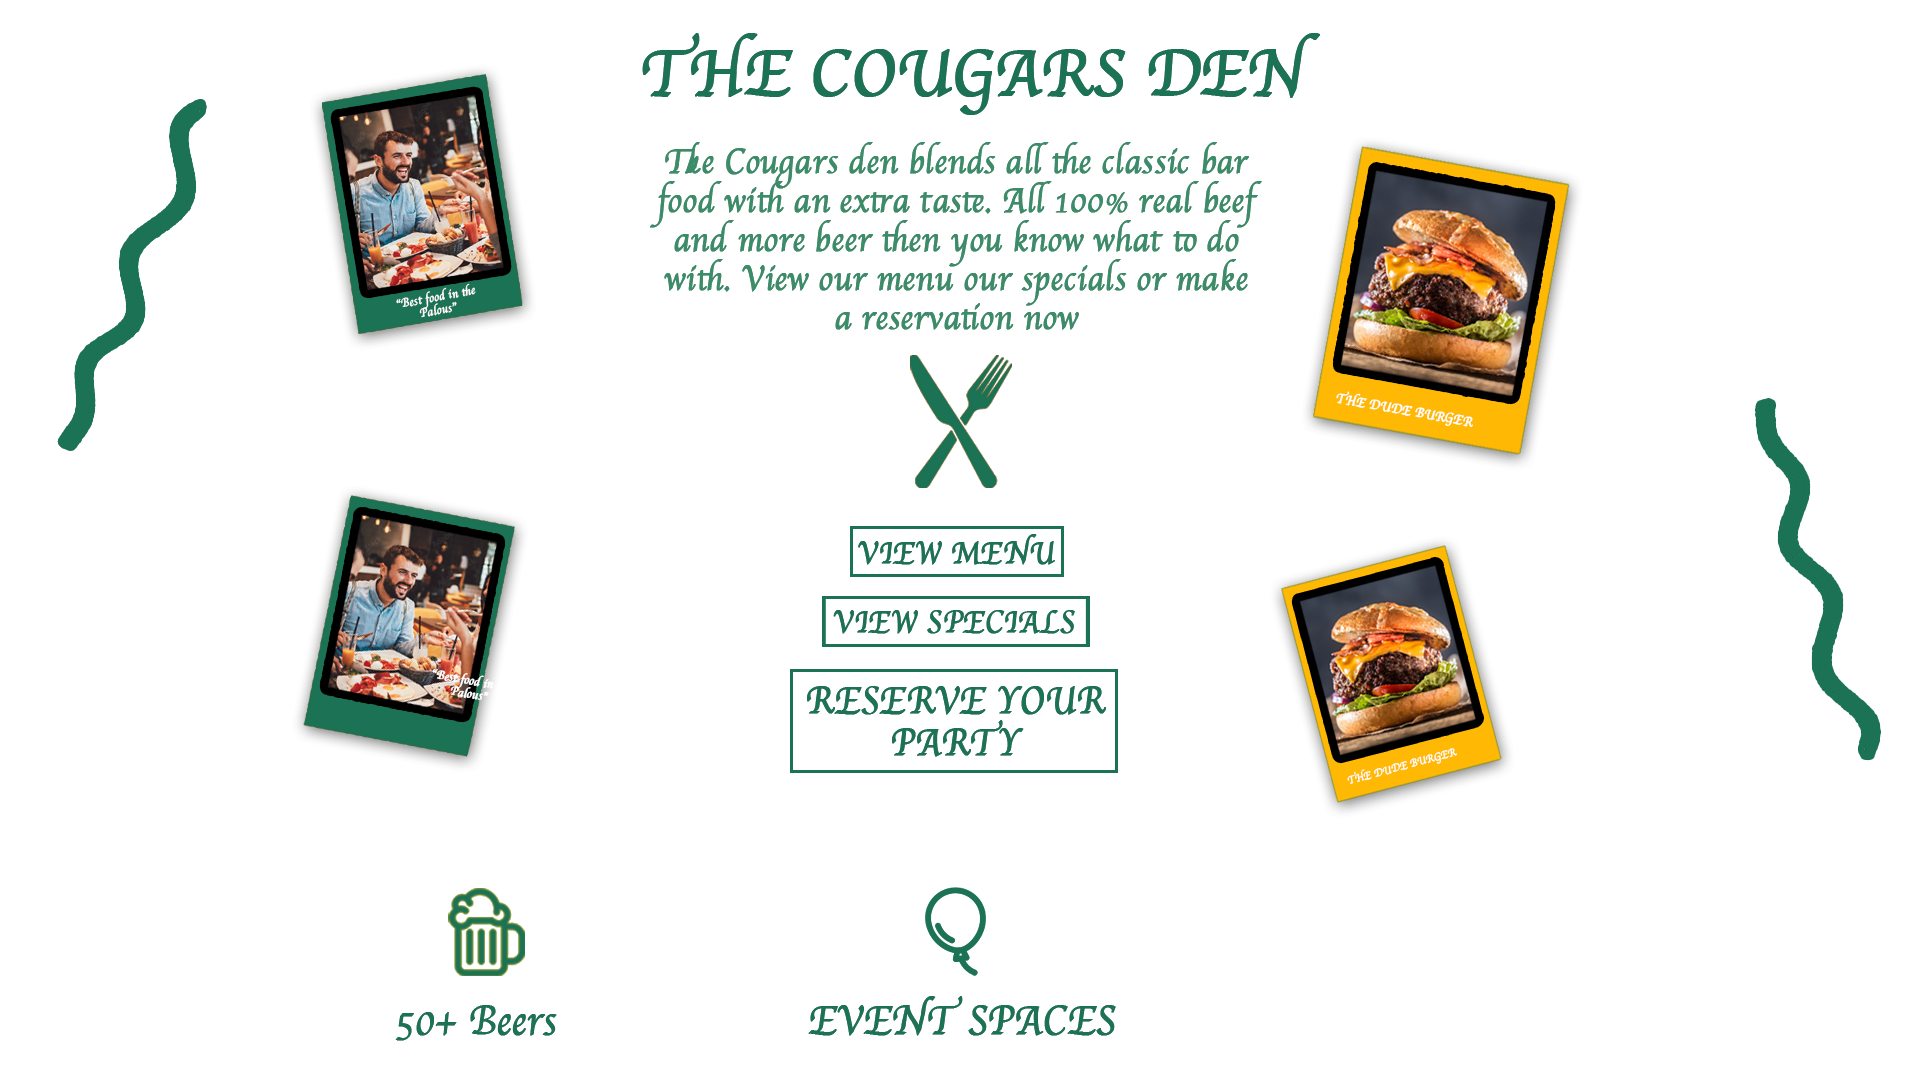 THE COUGARS DEN
The Cougars den blends all the classic bar
food with an extra taste. All 100% real beef
and more beer then you know what to do
with. View our menu our specials or make
a reservation now
“Best food in the
Palous”
THE DUDE BURGER
VIEW MENU
VIEW SPECIALS
RESERVE YOUR
PARTY
“Best food in
Palous”
THE DUDE BURGER
50+ Beers
EVENT SPACES